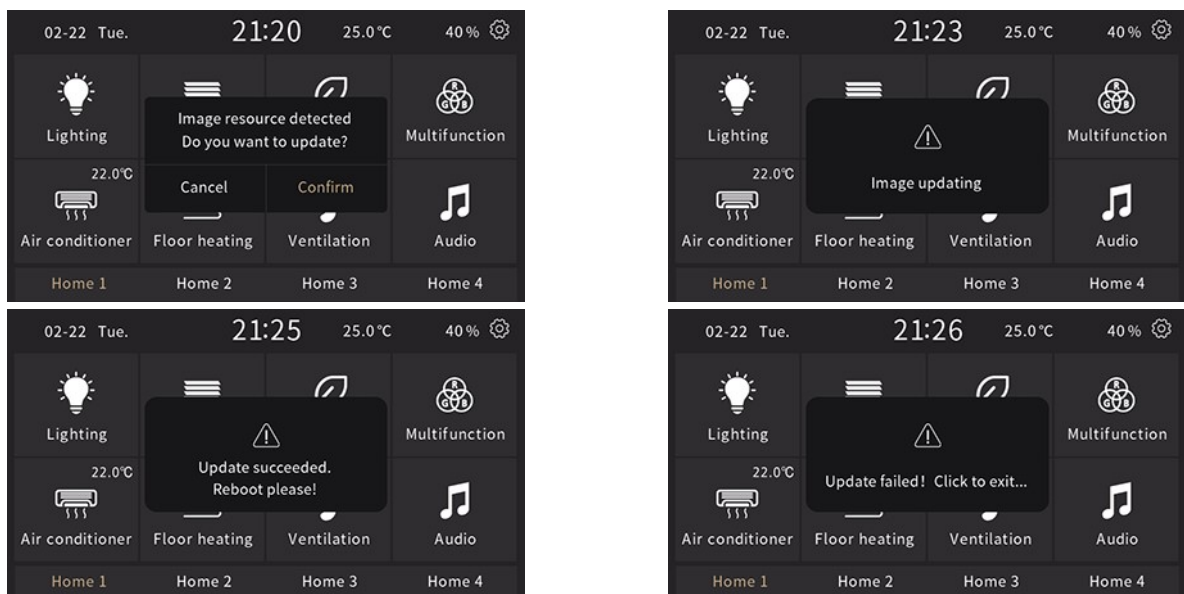 02-22 Tue. 21:20 25.0℃ 40% 
Image resource detected
Do you want to update?
Lighting Multifunction
22.0℃
Cancel Confirm
Air conditioner Floor heating Ventilation Audio
Home 1 Home 2 Home 3 Home 4
02-22 Tue. 21:23 25.0℃ 40%
R
G B
Lighting Multifunction
22.0℃
Image updating
Air conditioner Floor heating Ventilation Audio
Home 1 Home 2 Home 3 Home 4
02-22 Tue. 21:25 25.0℃ 40%
R
G B
Lighting Multifunction
22.0℃
Update succeeded.
Reboot please!
Air conditioner Floor heating Ventilation Audio
Home 1 Home 2 Home 3 Home 4
02-22 Tue. 21:26 25.0℃ 40%
R
G B
Lighting Multifunction
22.0℃
Update failed! Click to exit...
Air conditioner Floor heating Ventilation Audio
Home 1 Home 2 Home 3 Home 4